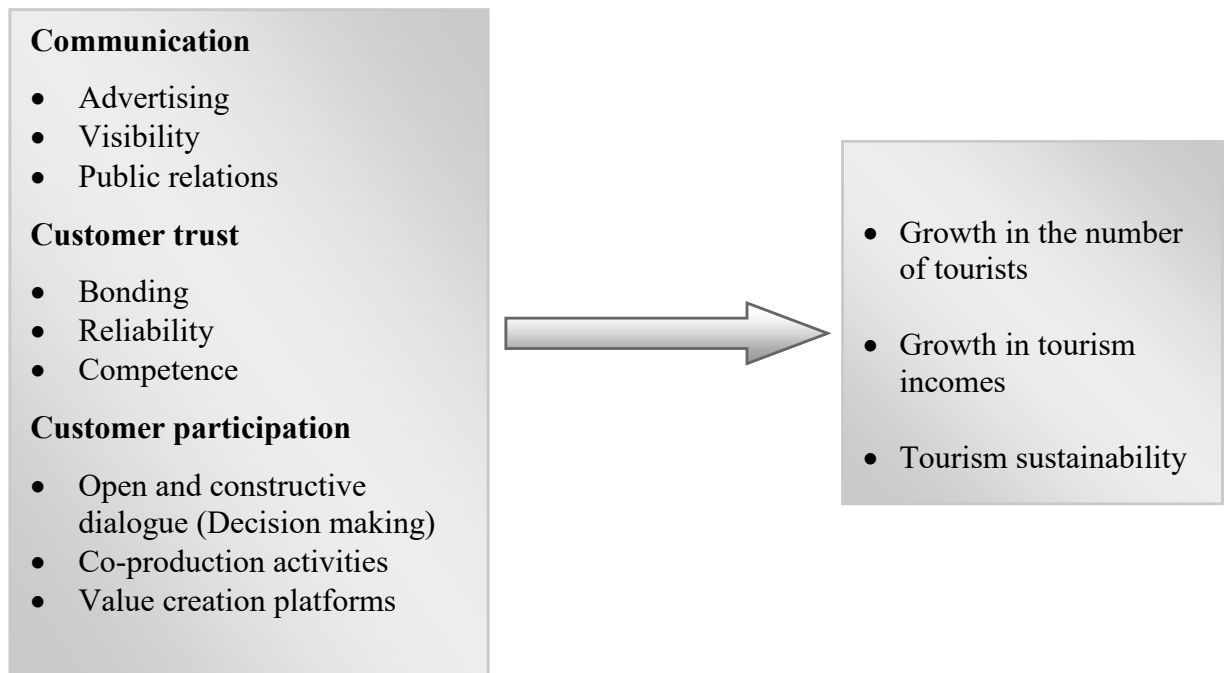 Communication
• Advertising
• Visibility
• Public relations
Customer trust
• Bonding
• Reliability
• Competence
Customer participation
• Open and constructive
dialogue (Decision making)
• Co-production activities
• Value creation platforms
• Growth in the number
of tourists
• Growth in tourism
incomes
• Tourism sustainability